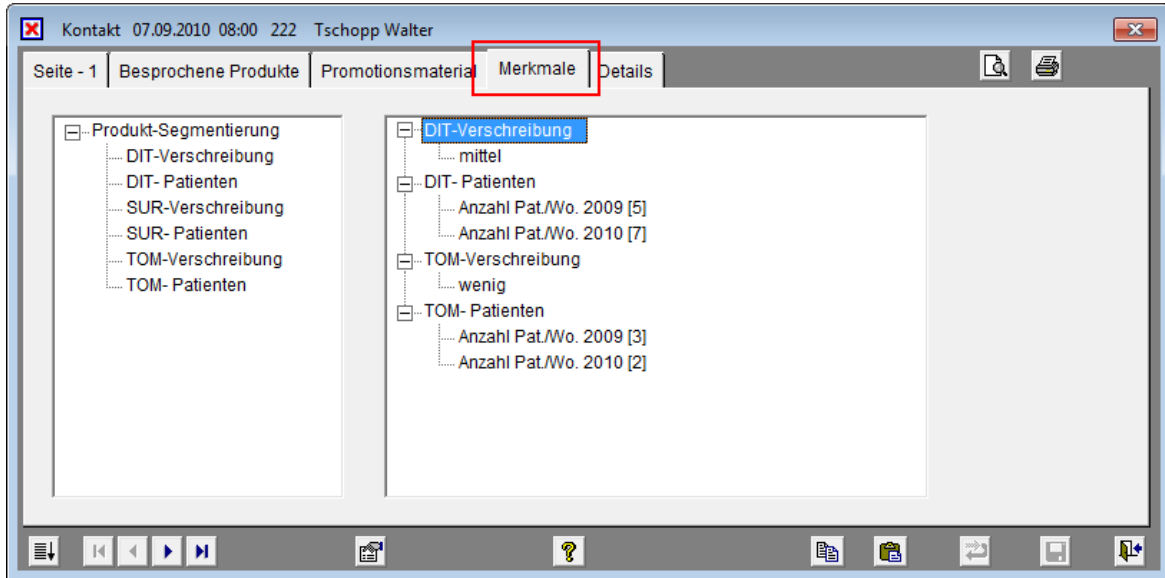 Kontakt 07.09.2010 08:00 222 Tschopp Walter
Seite - 1 Besprochene Produkte Promotionsmaterial Merkmale Details
Produkt-Segmentierung
DIT-Verschreibung
DIT- Patienten
SUR-Verschreibung
SUR- Patienten
TOM-Verschreibung
TOM- Patienten
DIT-Verschreibung
mittel
DIT- Patienten
Anzahl Pat./Wo. 2009 [5]
Anzahl Pat./Wo. 2010 [7]
TOM-Verschreibung
wenig
TOM- Patienten
Anzahl Pat./Wo. 2009 [3]
Anzahl Pat./Wo. 2010 [2]